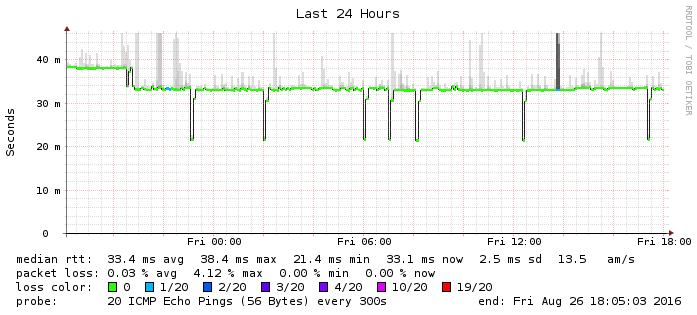 Last 24 Hours
RRDTOOL / TOBI OETIKER
Seconds
40 m
30 m
20 m
10 m
0
Fri 00:00 Fri 06:00 Fri 12:00 Fri 18:00
median rtt: 33.4 ms avg 38.4 ms max 21.4 ms min 33.1 ms now 2.5 ms sd 13.5 am/s
packet loss: 0.03 % avg 4.12 % max 0.00 % min 0.00 % now
loss color: 0 1/20 2/20 3/20 4/20 10/20 19/20
probe: 20 ICMP Echo Pings (56 Bytes) every 300s end: Fri Aug 26 18:05:03 2016